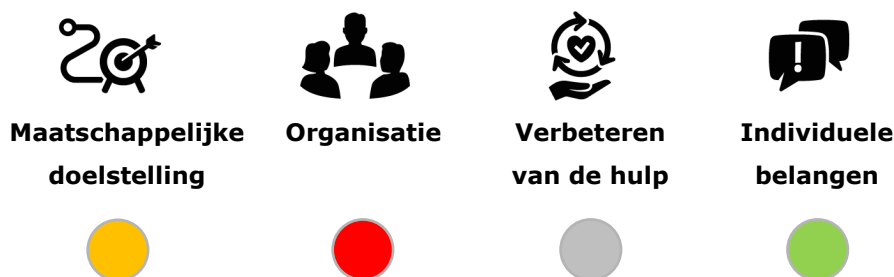 Maatschappelijke
doelstelling
Organisatie
Verbeteren
van de hulp
Individuele
belangen